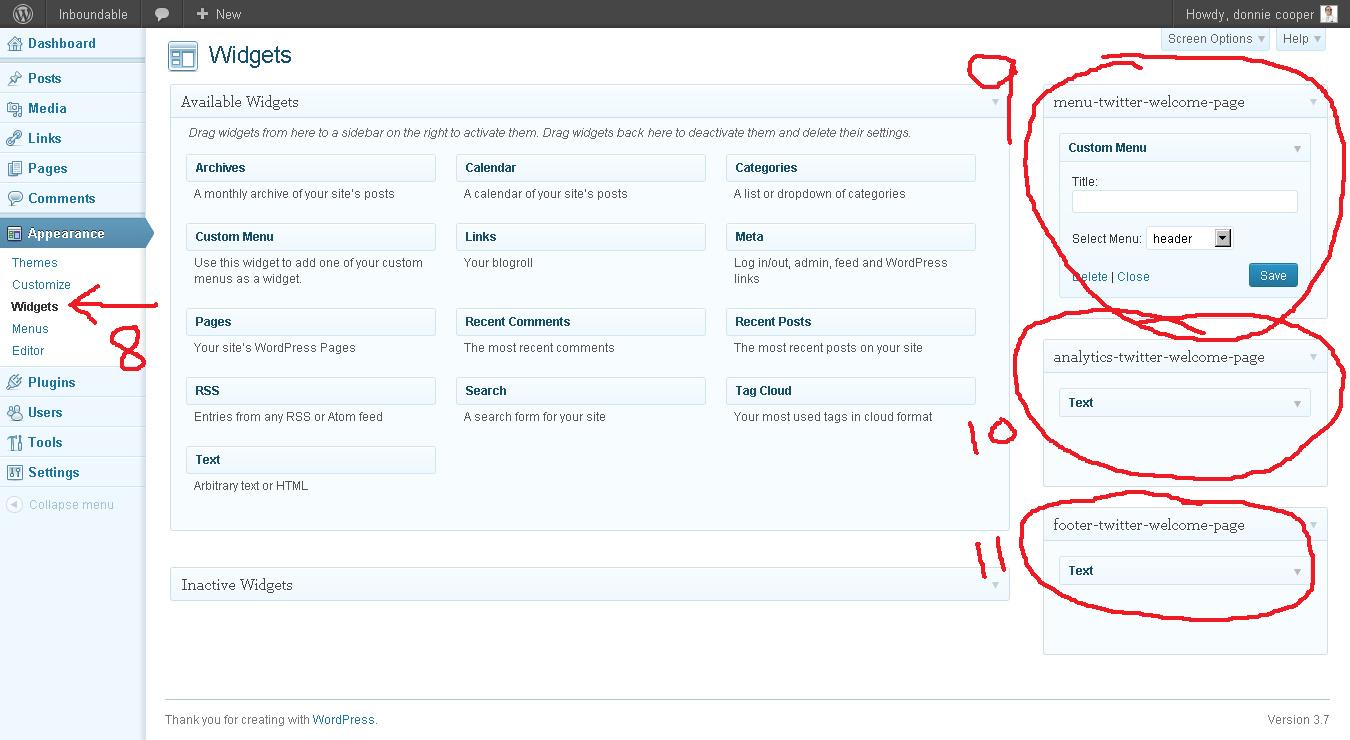 Inboundable
New
Howdy, donnie cooper
Screen Options
Help
Dashboard
Posts
Media
Links
Pages
Comments
Appearance
Themes
Customize
Widgets
Menus
Editor
Plugins
Users
Tools
Settings
Collapse menu
8
Widgets
Available Widgets
Drag widgets from here to a sidebar on the right to activate them. Drag widgets back here to deactivate them and delete their settings.
Archives
A monthly archive of your site's posts
Calendar
A calendar of your site's posts
Categories
A list or dropdown of categories
Custom Menu
Use this widget to add one of your custom
menus as a widget.
Links
Your blogroll
Meta
Log in/out, admin, feed and WordPress
links
Pages
Your site's WordPress Pages
Recent Comments
The most recent comments
Recent Posts
The most recent posts on your site
RSS
Entries from any RSS or Atom feed
Search
A search form for your site
Tag Cloud
Your most used tags in cloud format
Text
Arbitrary text or HTML
Inactive Widgets
9
menu-twitter-welcome-page
Custom Menu
Title:
Select Menu: header
Delete | Close
Save
10
analytics-twitter-welcome-page
Text
11
footer-twitter-welcome-page
Text
Thank you for creating with WordPress.
Version 3.7